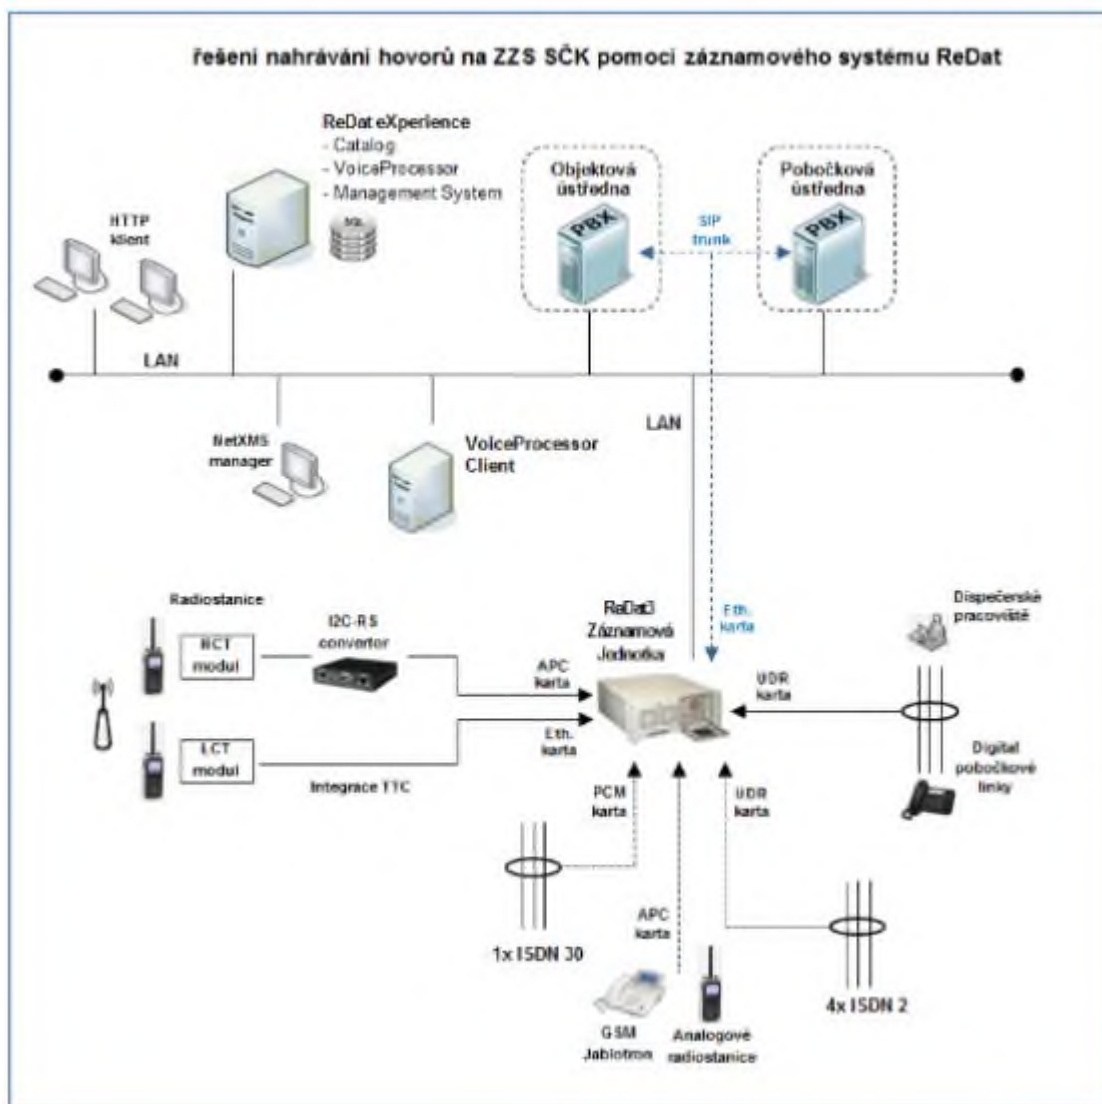 řešení nahrávání hovorů na ZZS SČK pomocí záznamového systému ReDat
ReDat eXperience
- Catalog
- VoiceProcessor
- Management System
SQL
HTTP
klient
Objektová
ústředna
PBX
SIP
trunk
Pobočková
ústředna
PBX
LAN
NetXMS
manager
VoiceProcessor
Client
LAN
Radiostanice
RCT
modul
I2C-RS
convertor
APC
karta
LCT
modul
Integrace TTC
Eth.
karta
ReDat3
Záznamová
Jednotka
Eth.
karta
UDR
karta
Dispečerské
pracoviště
Digital
pobočkové
linky
PCM
karta
1x ISDN 30
APC
karta
GSM
Jablotron
Analogové
radiostanice
UDR
karta
4x ISDN 2